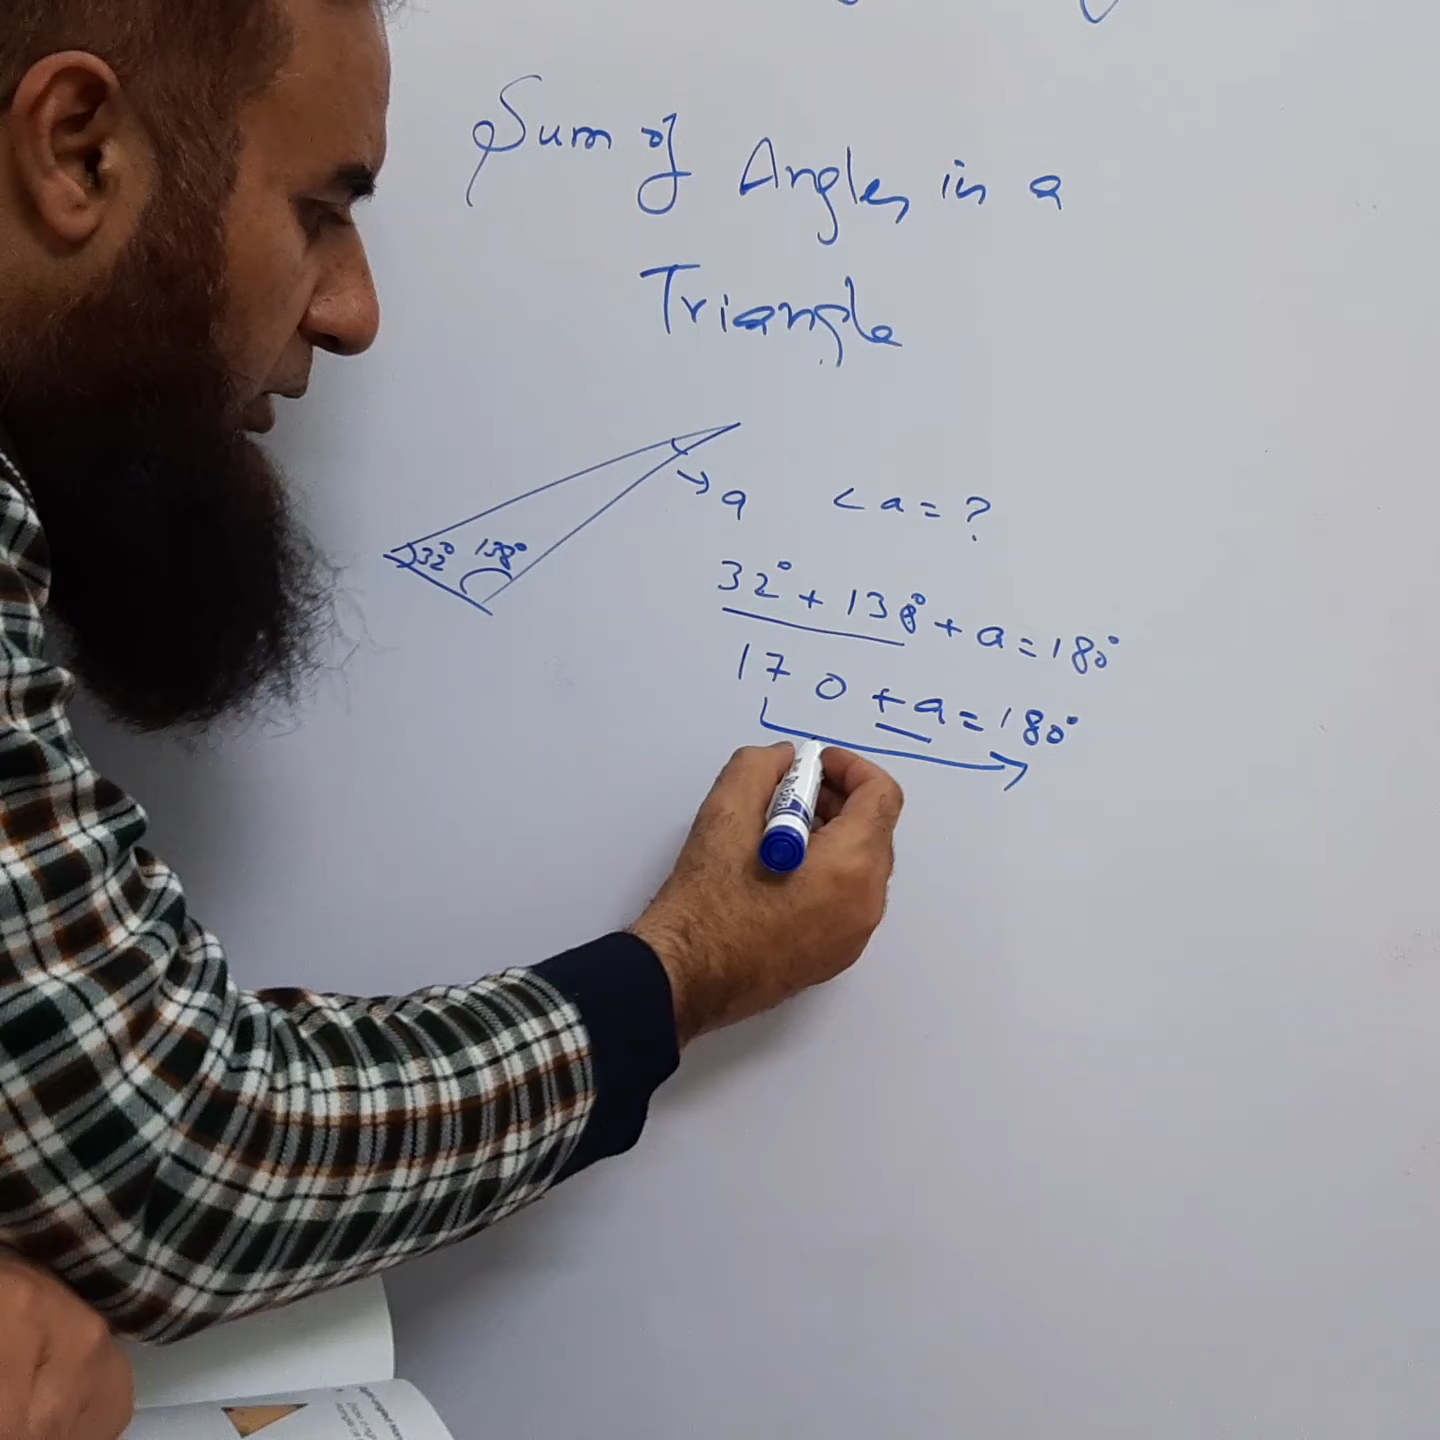 Sum of Angles in a
Triangle
32° 138°
→ a
<a = ?
32° + 138° + a = 180°
170 + a = 180°